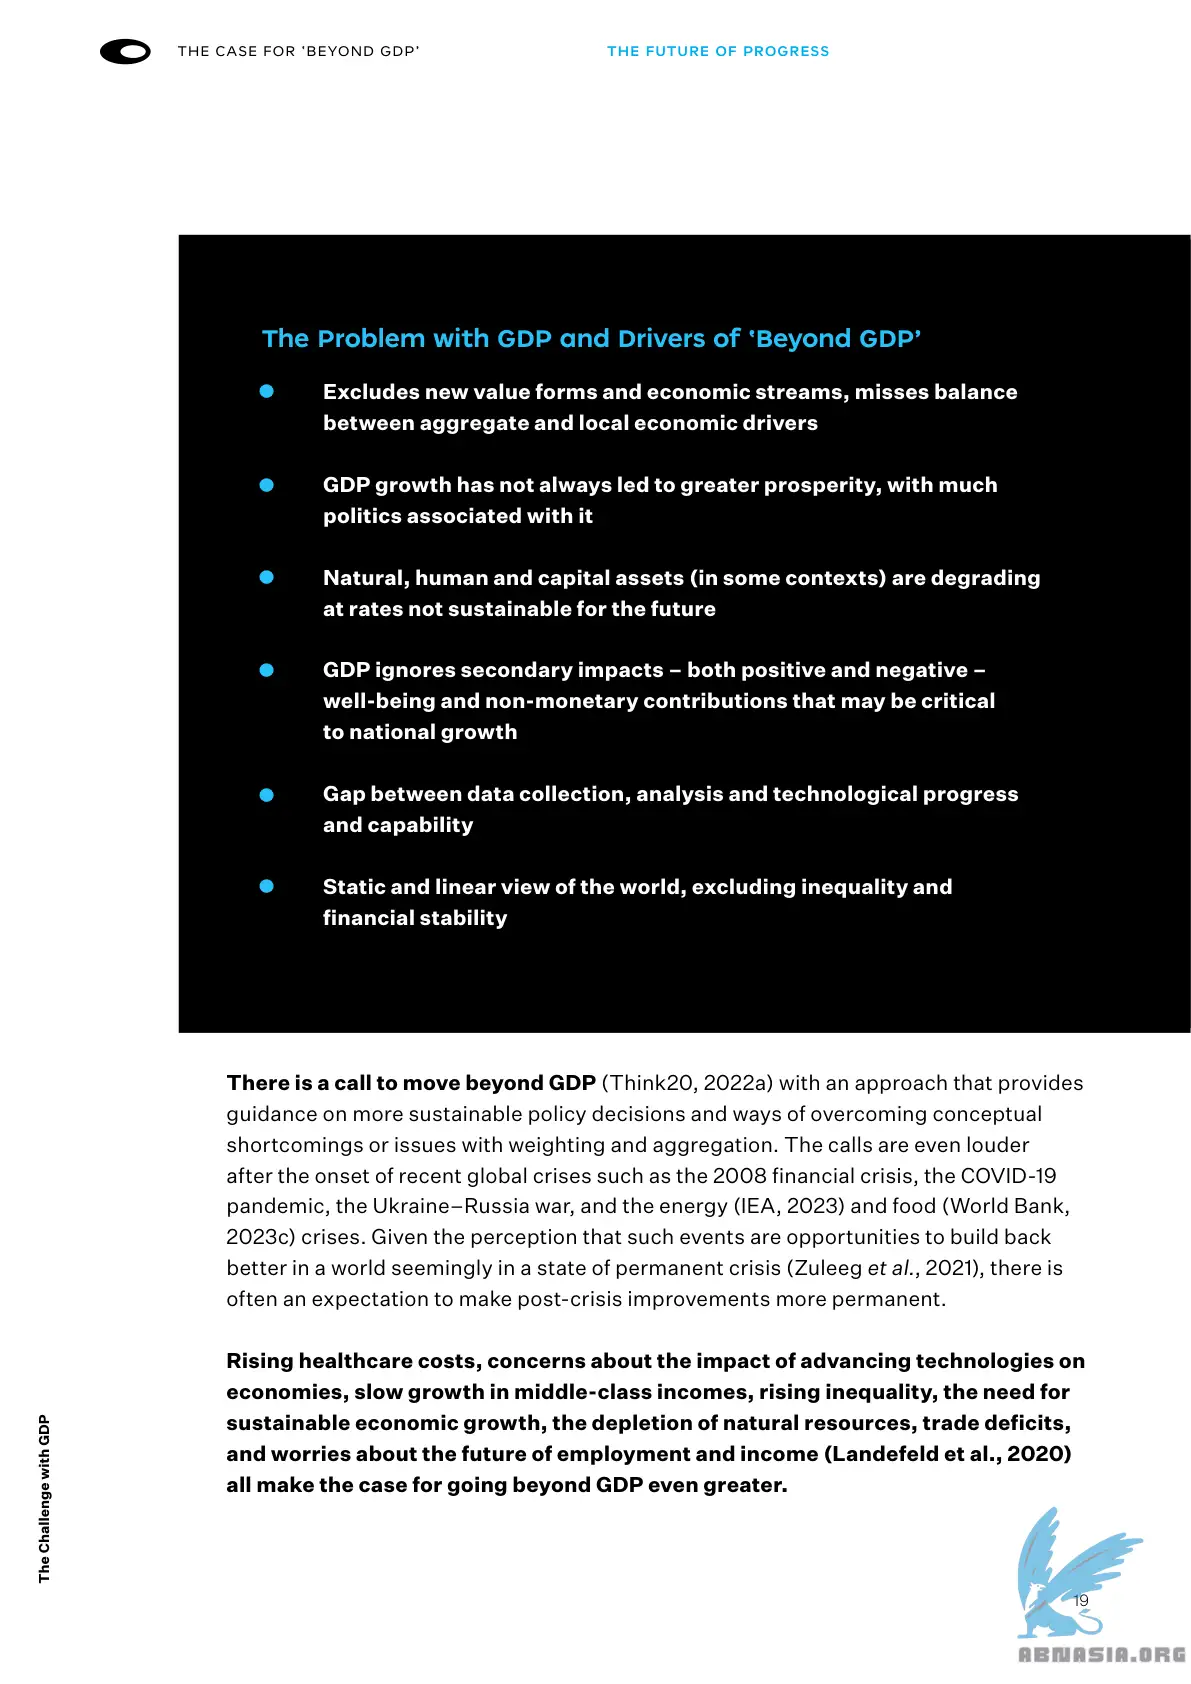 THE CASE FOR ‘BEYOND GDP’
THE FUTURE OF PROGRESS
The Problem with GDP and Drivers of ‘Beyond GDP’
Excludes new value forms and economic streams, misses balance
between aggregate and local economic drivers
GDP growth has not always led to greater prosperity, with much
politics associated with it
Natural, human and capital assets (in some contexts) are degrading
at rates not sustainable for the future
GDP ignores secondary impacts – both positive and negative –
well-being and non-monetary contributions that may be critical
to national growth
Gap between data collection, analysis and technological progress
and capability
Static and linear view of the world, excluding inequality and
financial stability
There is a call to move beyond GDP (Think20, 2022a) with an approach that provides
guidance on more sustainable policy decisions and ways of overcoming conceptual
shortcomings or issues with weighting and aggregation. The calls are even louder
after the onset of recent global crises such as the 2008 financial crisis, the COVID-19
pandemic, the Ukraine–Russia war, and the energy (IEA, 2023) and food (World Bank,
2023c) crises. Given the perception that such events are opportunities to build back
better in a world seemingly in a state of permanent crisis (Zuleeg et al., 2021), there is
often an expectation to make post-crisis improvements more permanent.
Rising healthcare costs, concerns about the impact of advancing technologies on
economies, slow growth in middle-class incomes, rising inequality, the need for
sustainable economic growth, the depletion of natural resources, trade deficits,
and worries about the future of employment and income (Landefeld et al., 2020)
all make the case for going beyond GDP even greater.
The Challenge with GDP
19
ABNASIA.ORG